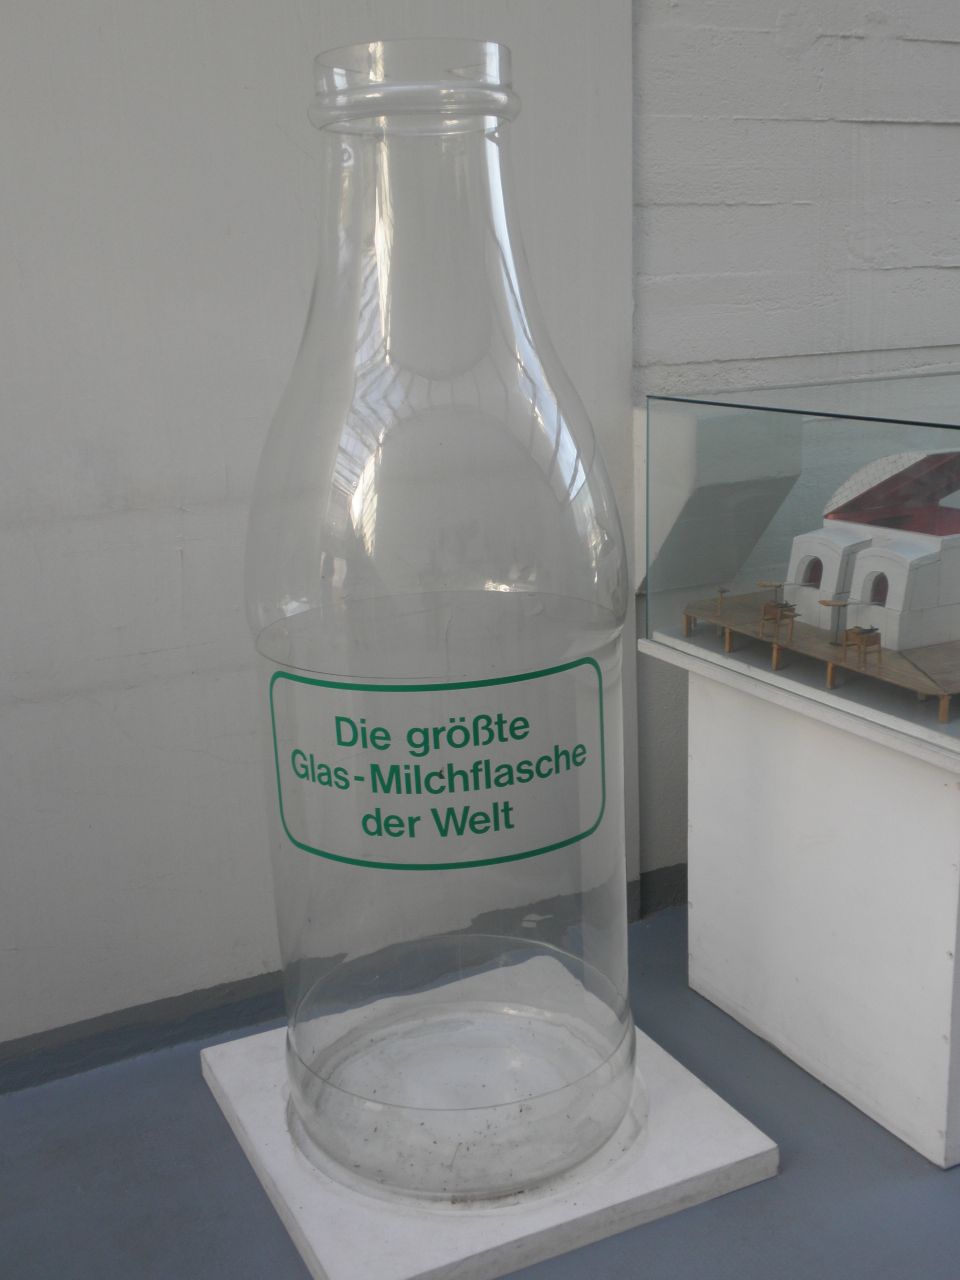 Die größte
Glas-Milchflasche
der Welt